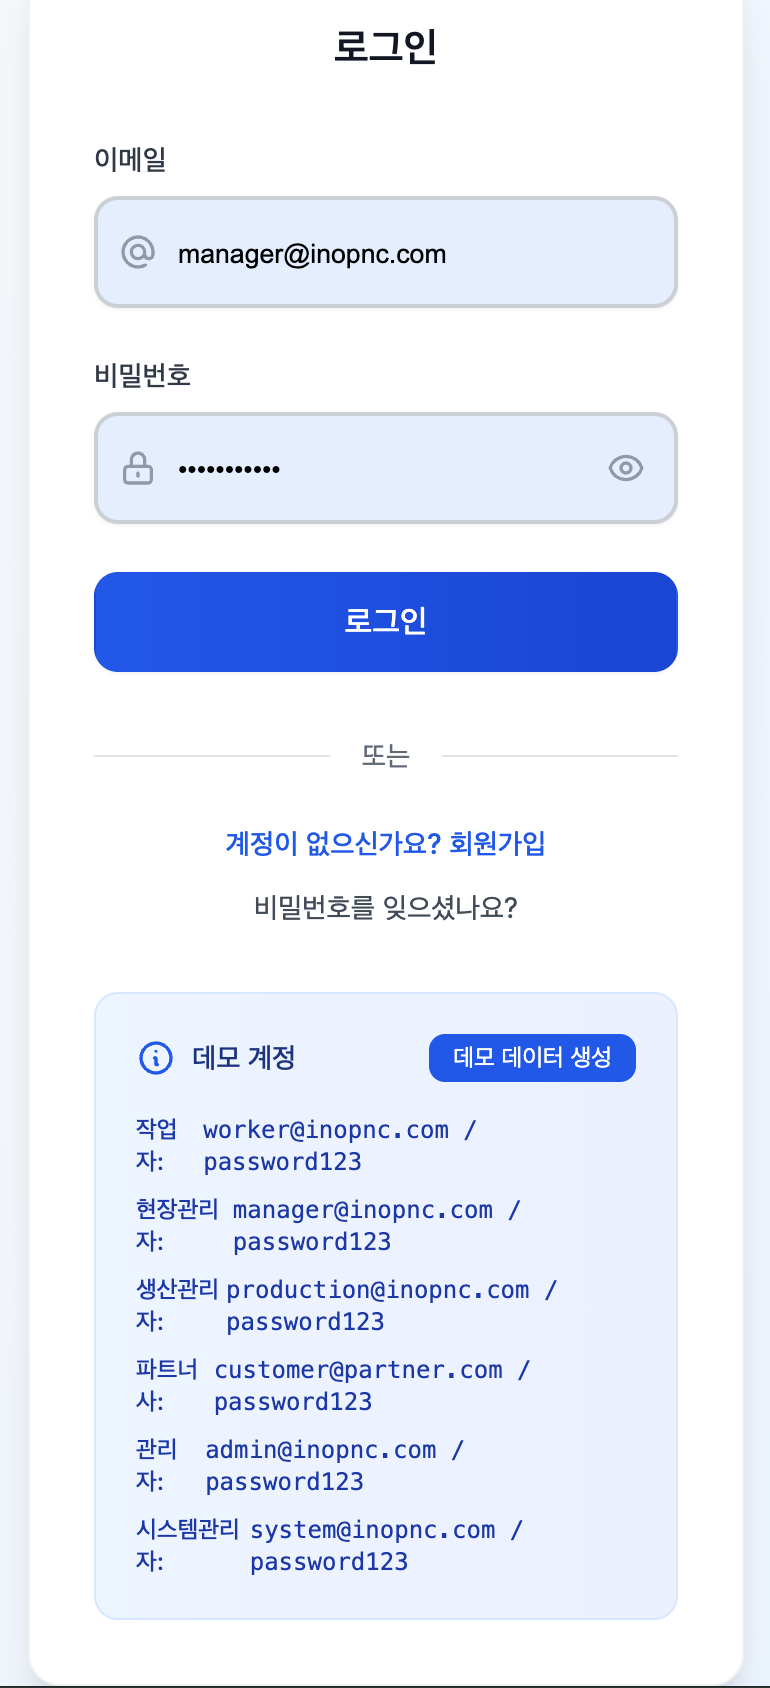 로그인
이메일
manager@inopnc.com
비밀번호
•••••••••••
로그인
또는
계정이 없으신가요? 회원가입
비밀번호를 잊으셨나요?
데모 계정
데모 데이터 생성
작업자: worker@inopnc.com /
password123
현장관리자: manager@inopnc.com /
password123
생산관리자: production@inopnc.com /
password123
파트너사: customer@partner.com /
password123
관리자: admin@inopnc.com /
password123
시스템관리자: system@inopnc.com /
password123